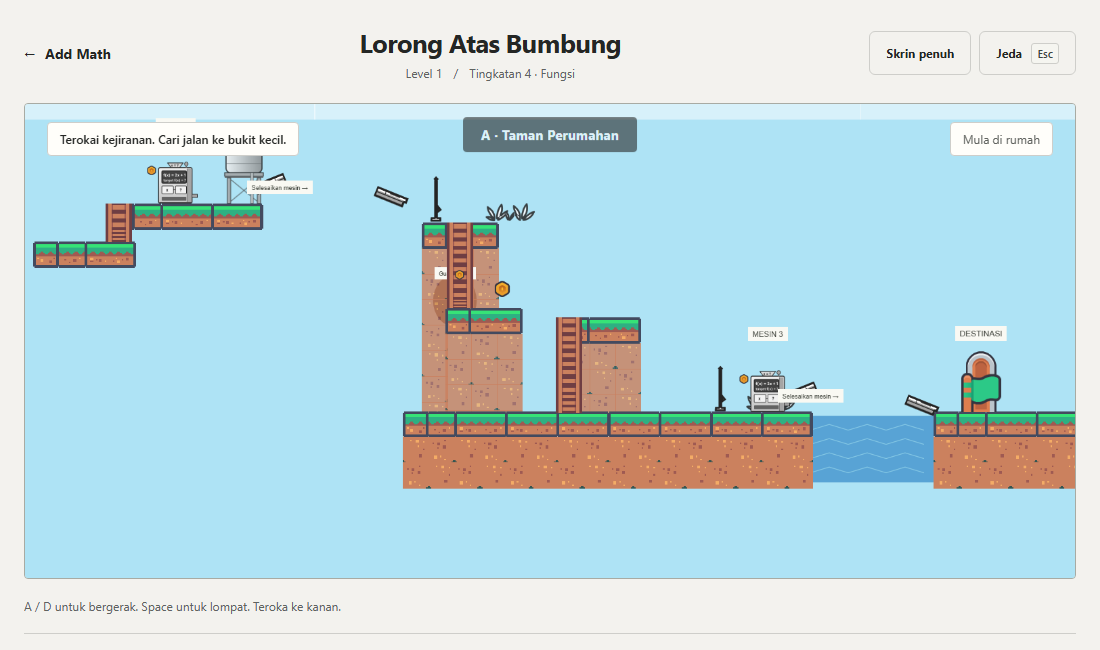 ← Add Math
Lorong Atas Bumbung
Level 1 / Tingkatan 4 · Fungsi
Skrin penuh
Jeda Esc
Terokai kejiranan. Cari jalan ke bukit kecil.
A · Taman Perumahan
Mula di rumah
Selesaikan mesin →
MESIN 3
Selesaikan mesin →
DESTINASI
A / D untuk bergerak. Space untuk lompat. Teroka ke kanan.